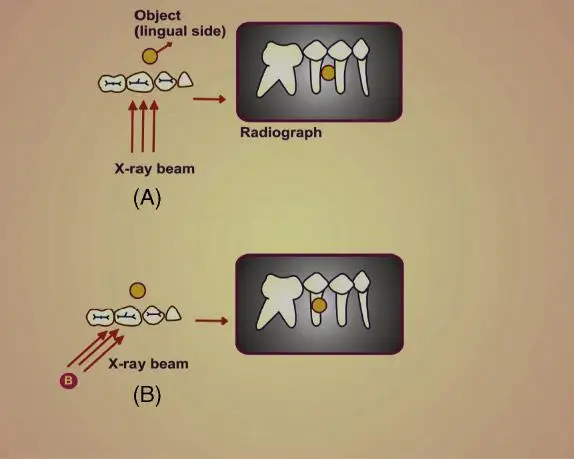 Object
(lingual side)
Radiograph
X-ray beam
(A)
B
X-ray beam
(B)